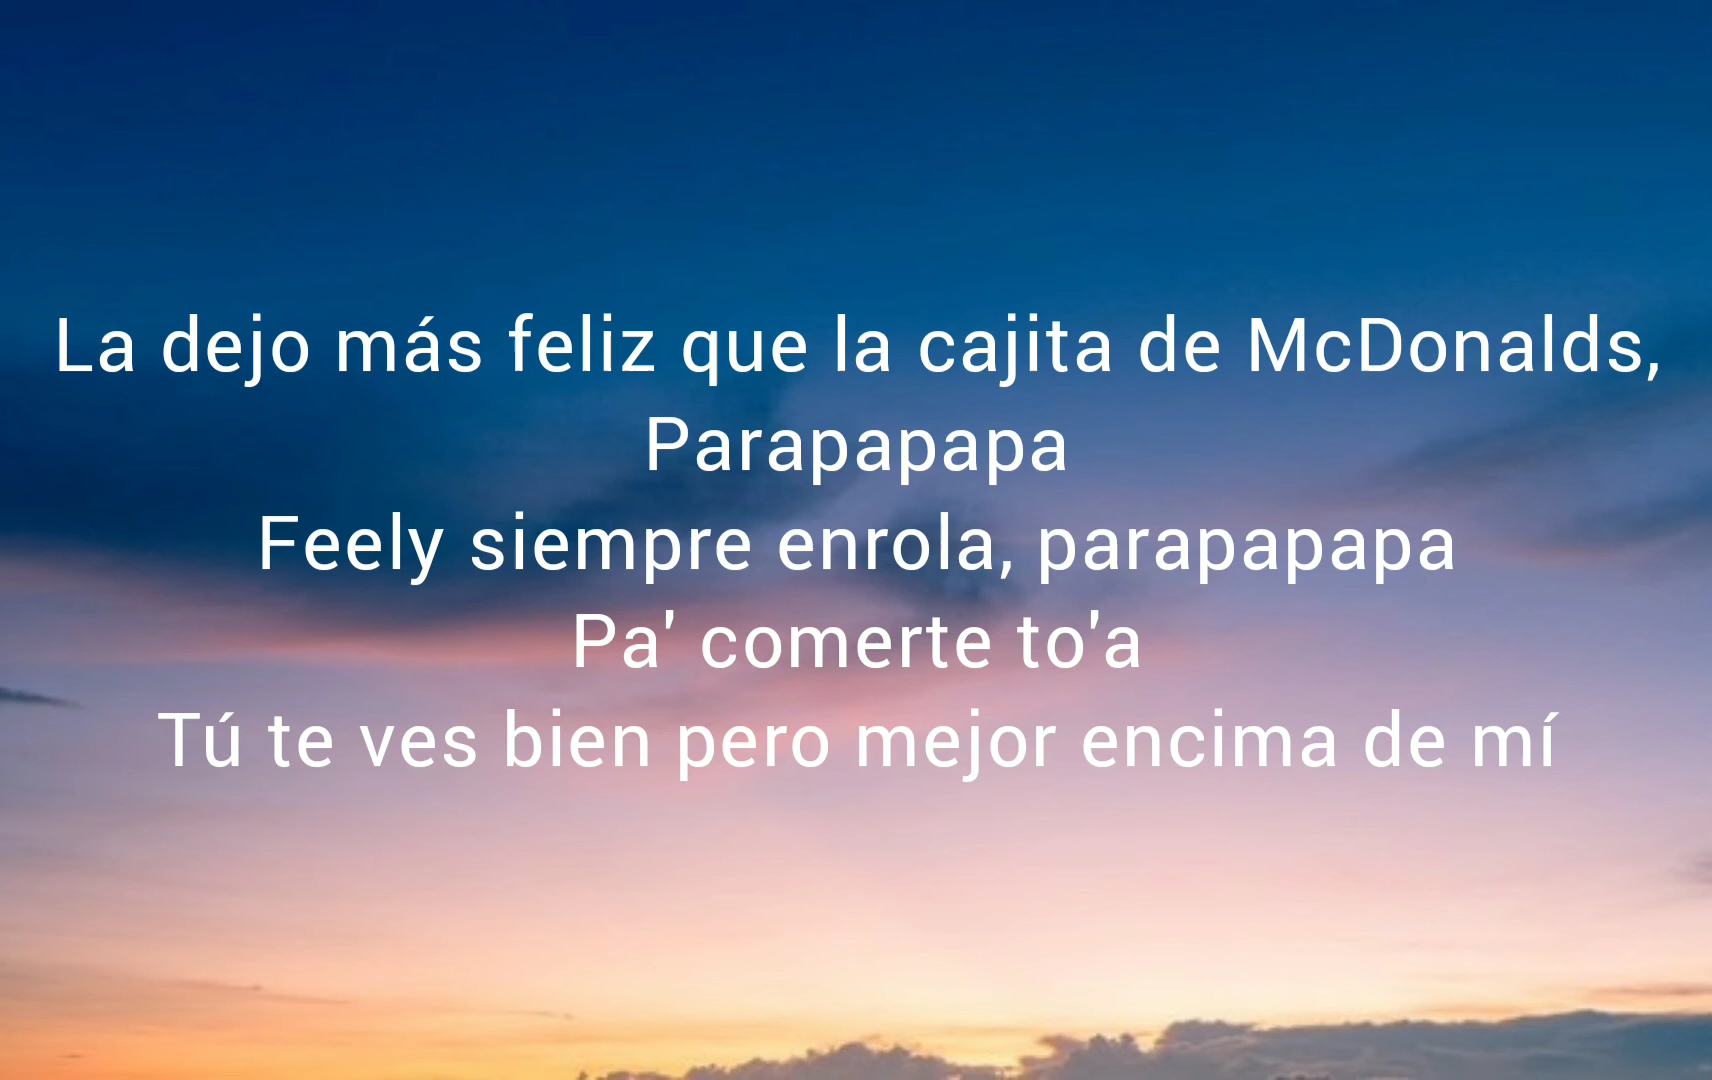 La dejo más feliz que la cajita de McDonalds,
Parapapapa
Feely siempre enrola, parapapapa
Pa' comerte to'a
Tú te ves bien pero mejor encima de mí